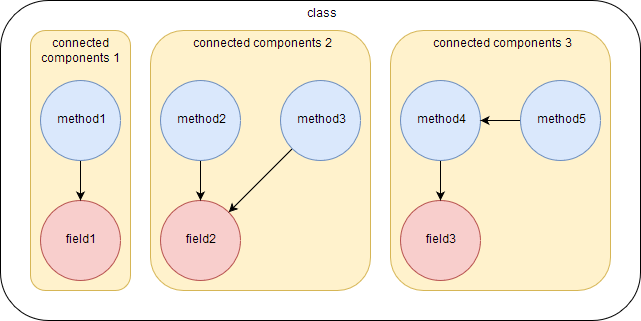 class
connected
components 1
connected components 2
connected components 3
method1
method2
method3
method4
method5
field1
field2
field3